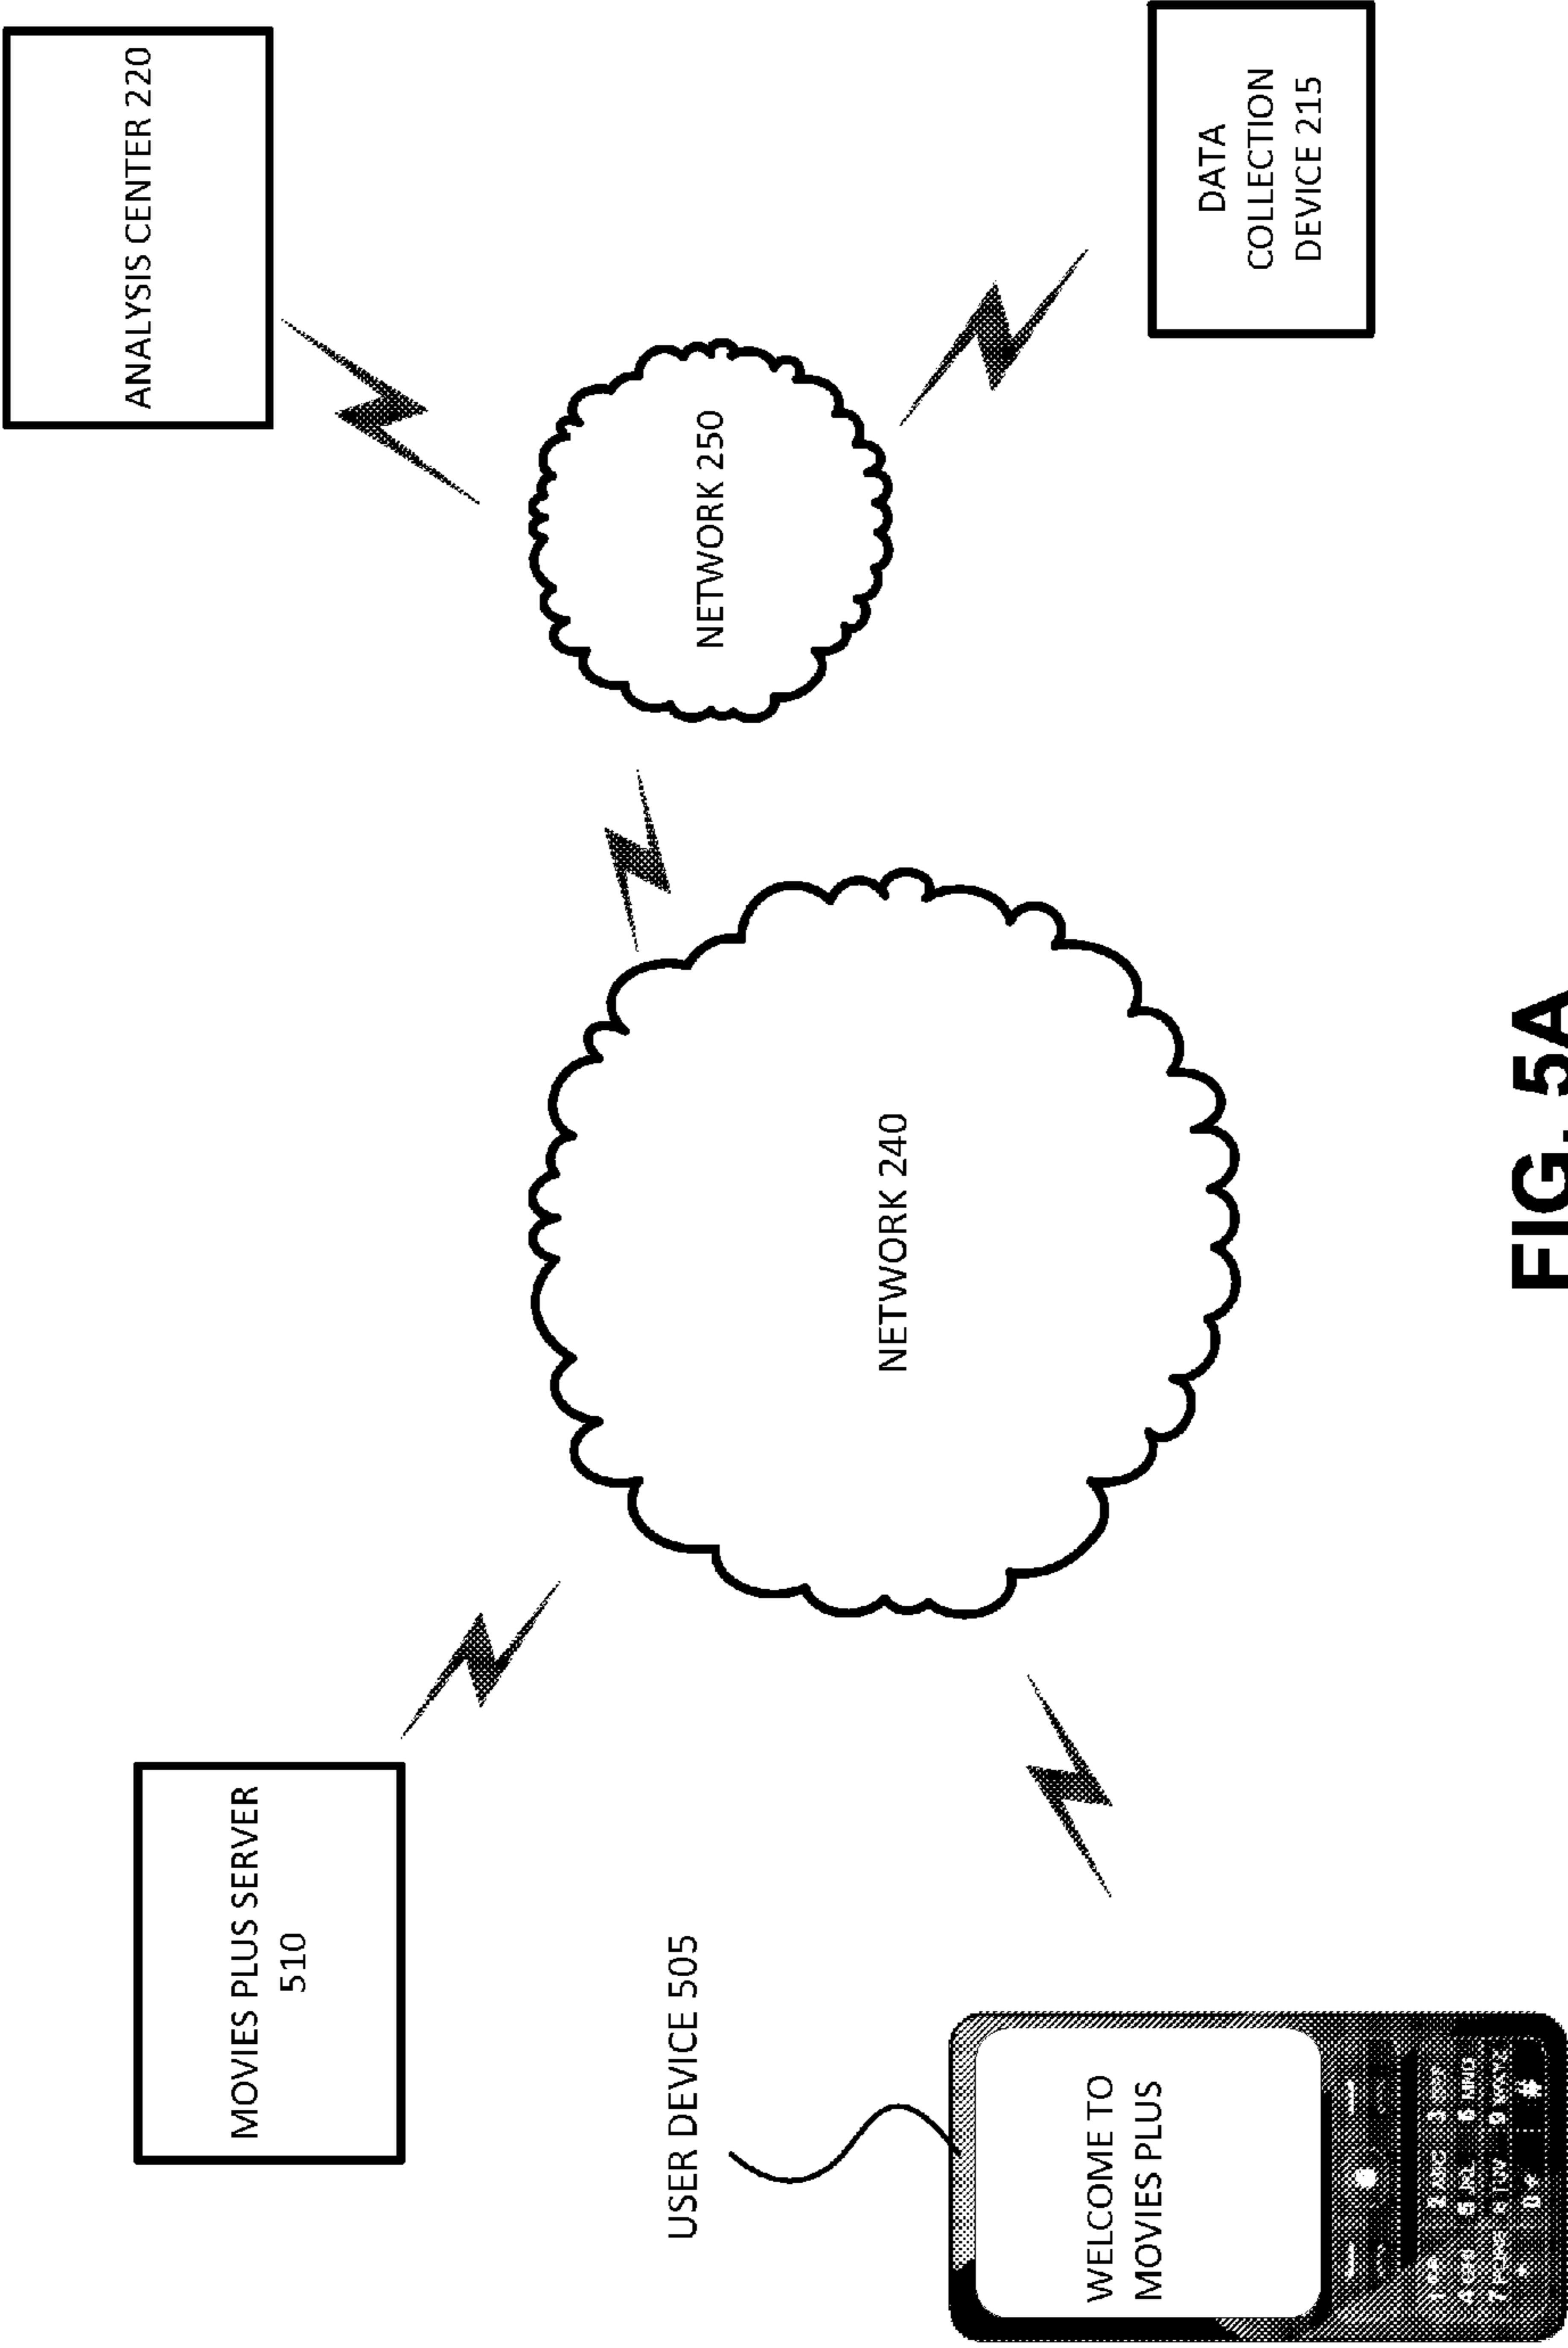 MOVIES PLUS SERVER
510
ANALYSIS CENTER 220
USER DEVICE 505
WELCOME TO
MOVIES PLUS
NETWORK 240
NETWORK 250
DATA
COLLECTION
DEVICE 215
#
FIG. 5A